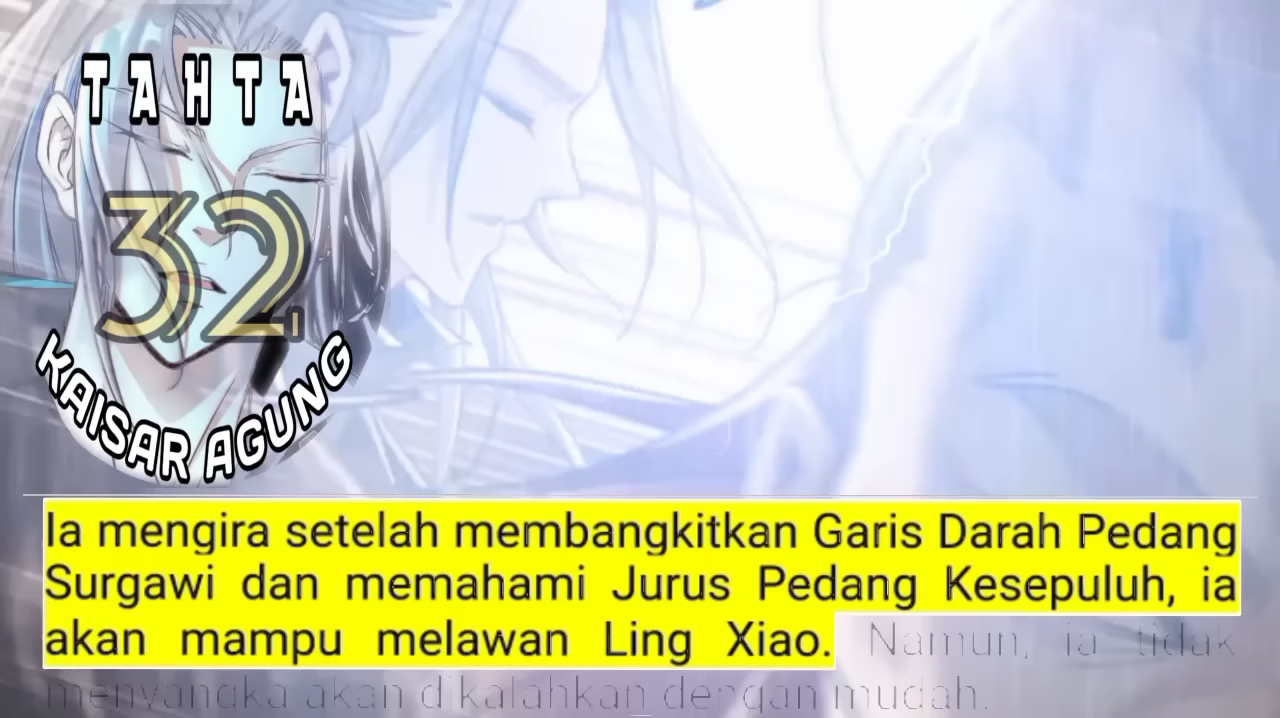 TAHTA
32
KAISAR AGUNG
Ia mengira setelah membangkitkan Garis Darah Pedang
Surgawi dan memahami Jurus Pedang Kesepuluh, ia
akan mampu melawan Ling Xiao. Namun, ia tidak
menyangka akan dikalahkan dengan mudah.